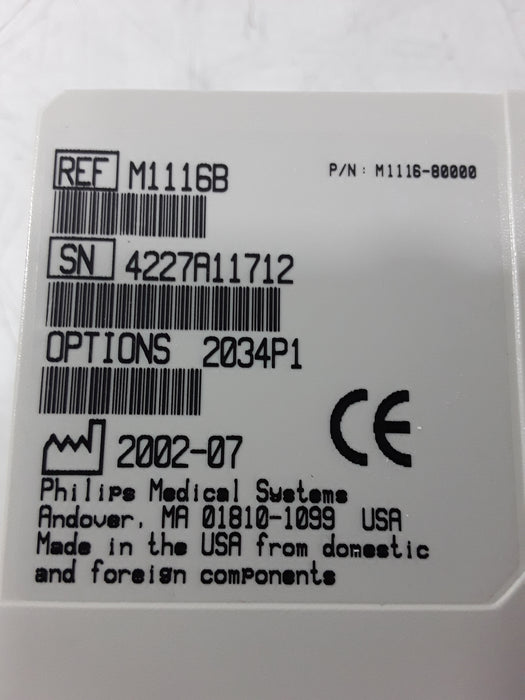 REF M1116B P/N: M1116-80000
SN 4227A11712
OPTIONS 2034P1
2002-07 CE
Philips Medical Systems
Andover, MA 01810-1099 USA
Made in the USA from domestic
and foreign components